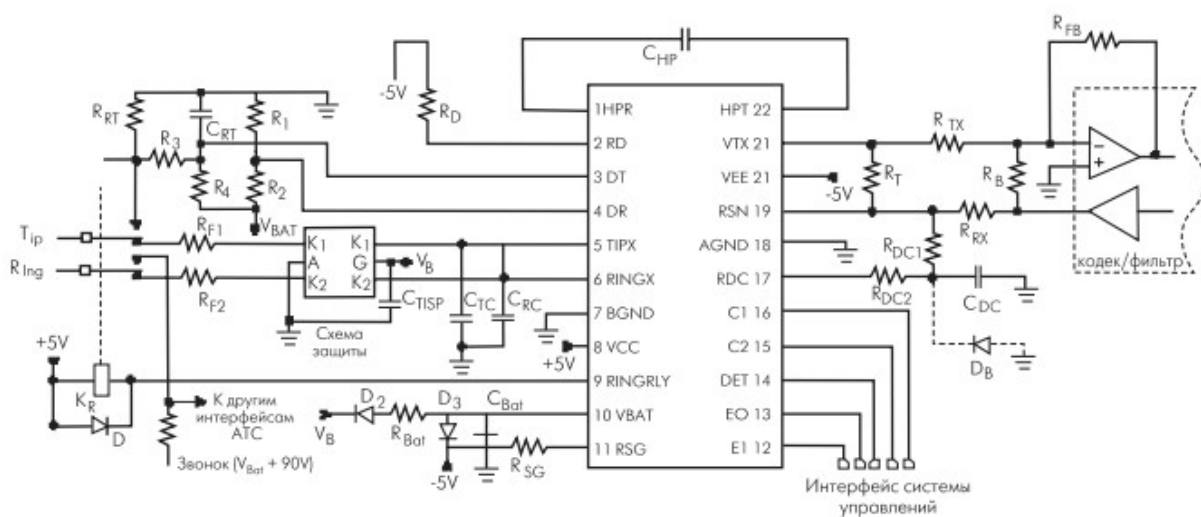 R_FB
C_HP
-5V
R_D
R_RT
C_RT
R_1
R_3
R_4
R_2
V_BAT
1HPR
HPT 22
2 RD
VTX 21
3 DT
VEE 21
4 DR
RSN 19
5 TIPX
AGND 18
6 RINGX
RDC 17
7 BGND
C1 16
8 VCC
C2 15
9 RINGRLY
DET 14
10 VBAT
EO 13
11 RSG
E1 12
R_TX
R_T
-5V
R_B
R_RX
R_DC1
R_DC2
C_DC
D_B
кодек/фильтр
T_ip
R_Ing
R_F1
R_F2
K_1
K_1
A
G
K_2
K_2
V_B
C_TISP
C_TC
C_RC
Схема
защиты
+5V
+5V
K_R
D
К другим
интерфейсам
АТС
Звонок (V_Bat + 90V)
V_B
D_2
R_Bat
D_3
C_Bat
-5V
R_SG
Интерфейс системы
управлений
−
+